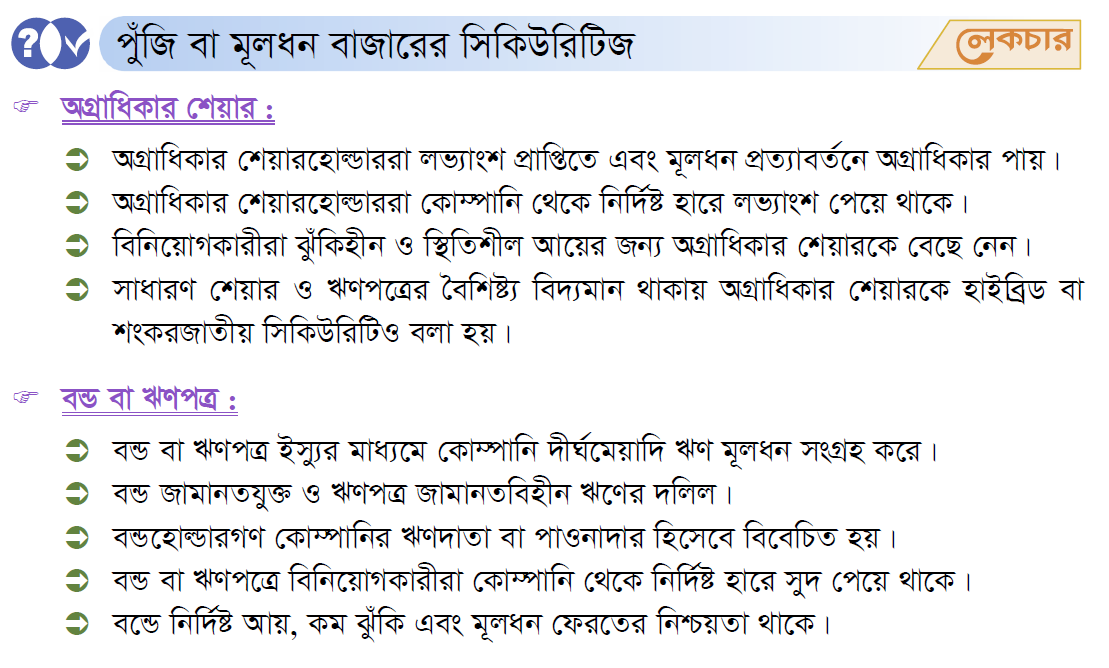 পুঁজি বা মূলধন বাজারের সিকিউরিটিজ
লেকচার
অগ্রাধিকার শেয়ার :
অগ্রাধিকার শেয়ারহোল্ডাররা লভ্যাংশ প্রাপ্তিতে এবং মূলধন প্রত্যাবর্তনে অগ্রাধিকার পায়।
অগ্রাধিকার শেয়ারহোল্ডাররা কোম্পানি থেকে নির্দিষ্ট হারে লভ্যাংশ পেয়ে থাকে।
বিনিয়োগকারীরা ঝুঁকিহীন ও স্থিতিশীল আয়ের জন্য অগ্রাধিকার শেয়ারকে বেছে নেন।
সাধারণ শেয়ার ও ঋণপত্রের বৈশিষ্ট্য বিদ্যমান থাকায় অগ্রাধিকার শেয়ারকে হাইব্রিড বা
শংকরজাতীয় সিকিউরিটিও বলা হয়।
বন্ড বা ঋণপত্র :
বন্ড বা ঋণপত্র ইস্যুর মাধ্যমে কোম্পানি দীর্ঘমেয়াদি ঋণ মূলধন সংগ্রহ করে।
বন্ড জামানতযুক্ত ও ঋণপত্র জামানতবিহীন ঋণের দলিল।
বন্ডহোল্ডারগণ কোম্পানির ঋণদাতা বা পাওনাদার হিসেবে বিবেচিত হয়।
বন্ড বা ঋণপত্রে বিনিয়োগকারীরা কোম্পানি থেকে নির্দিষ্ট হারে সুদ পেয়ে থাকে।
বন্ডে নির্দিষ্ট আয়, কম ঝুঁকি এবং মূলধন ফেরতের নিশ্চয়তা থাকে।